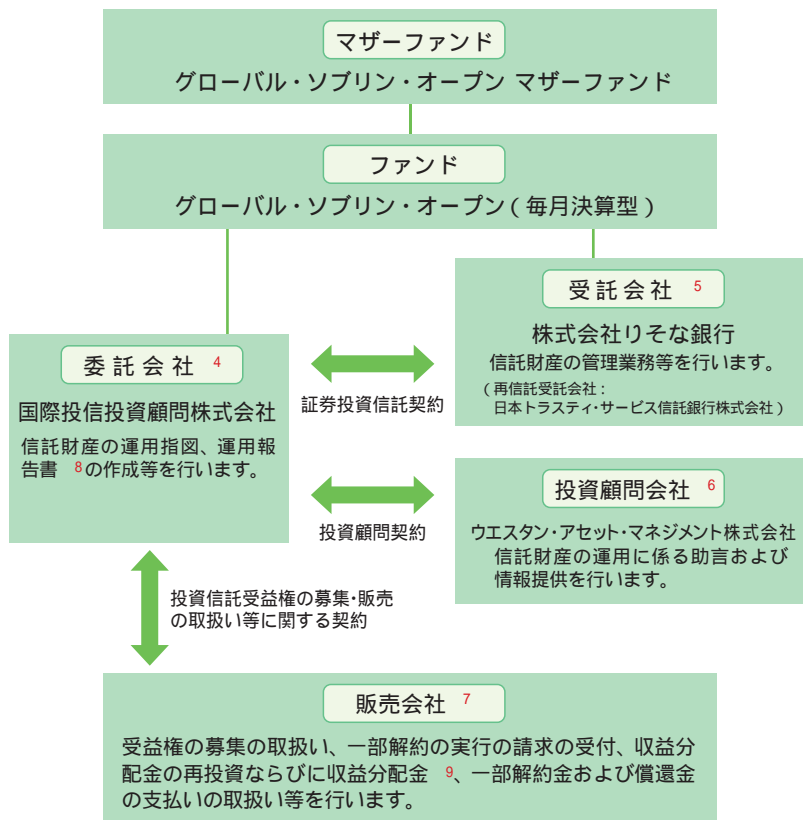 マザーファンド
グローバル・ソブリン・オープン マザーファンド
ファンド
グローバル・ソブリン・オープン(毎月決算型)
受託会社 5
株式会社りそな銀行
信託財産の管理業務等を行います。
(再信託受託会社:
日本トラスティ・サービス信託銀行株式会社)
委託会社 4
国際投信投資顧問株式会社
信託財産の運用指図、運用報
告書 8の作成等を行います。
証券投資信託契約
投資顧問会社 6
ウエスタン・アセット・マネジメント株式会社
信託財産の運用に係る助言および
情報提供を行います。
投資顧問契約
投資信託受益権の募集・販売
の取扱い等に関する契約
販売会社 7
受益権の募集の取扱い、一部解約の実行の請求の受付、収益分
配金の再投資ならびに収益分配金 9、一部解約金および償還金
の支払いの取扱い等を行います。